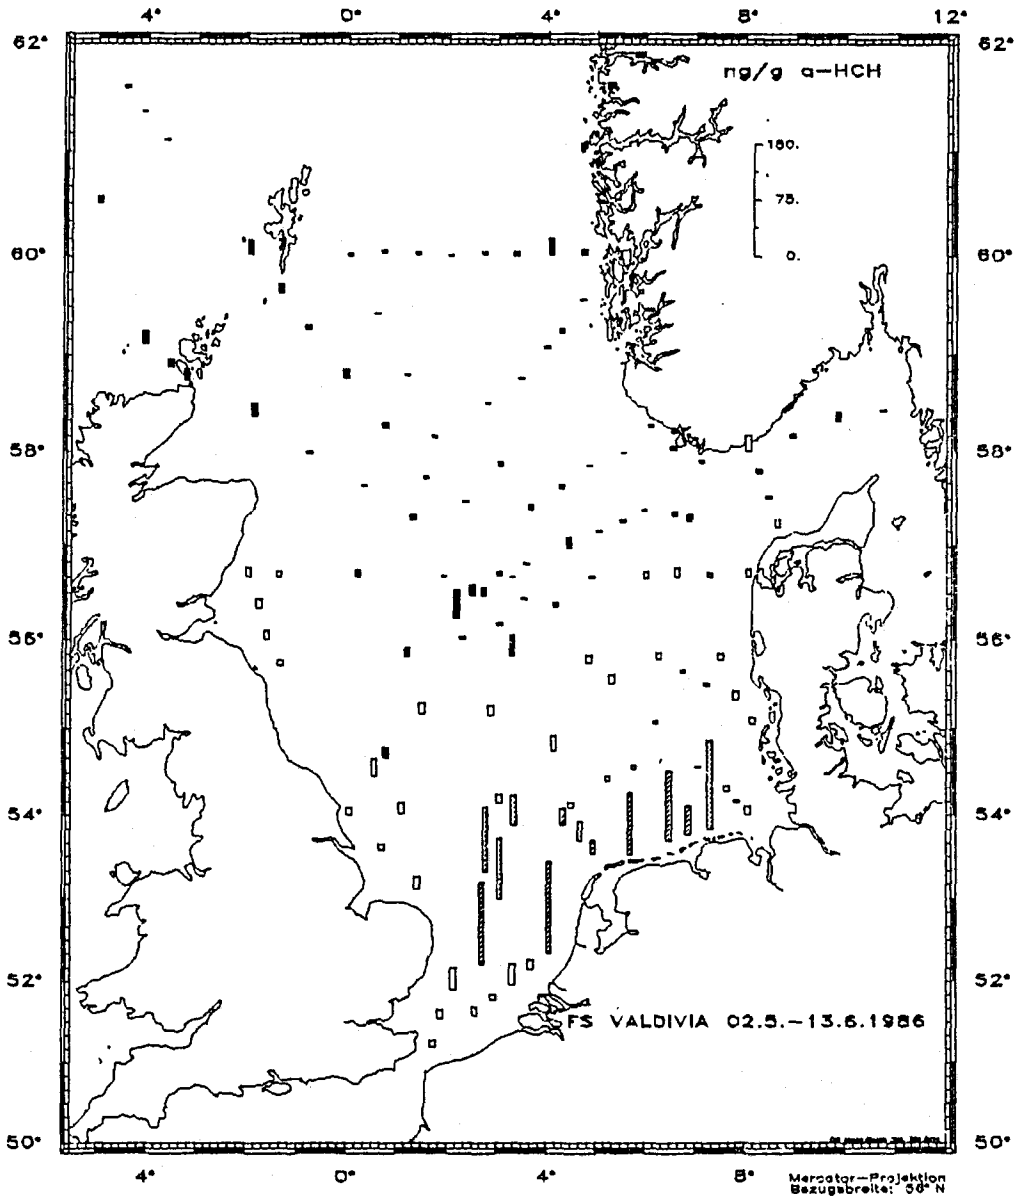 4° 0° 4° 8° 12°
62° 62°
ng/g a-HCH
150.
75.
60° 0. 60°
58° 58°
56° 56°
54° 54°
52° 52°
FS VALDIVIA 02.5.-13.6.1986
50° 50°
4° 0° 4° 8°
Mercator-Projektion
Bezugsbreite: 56° N